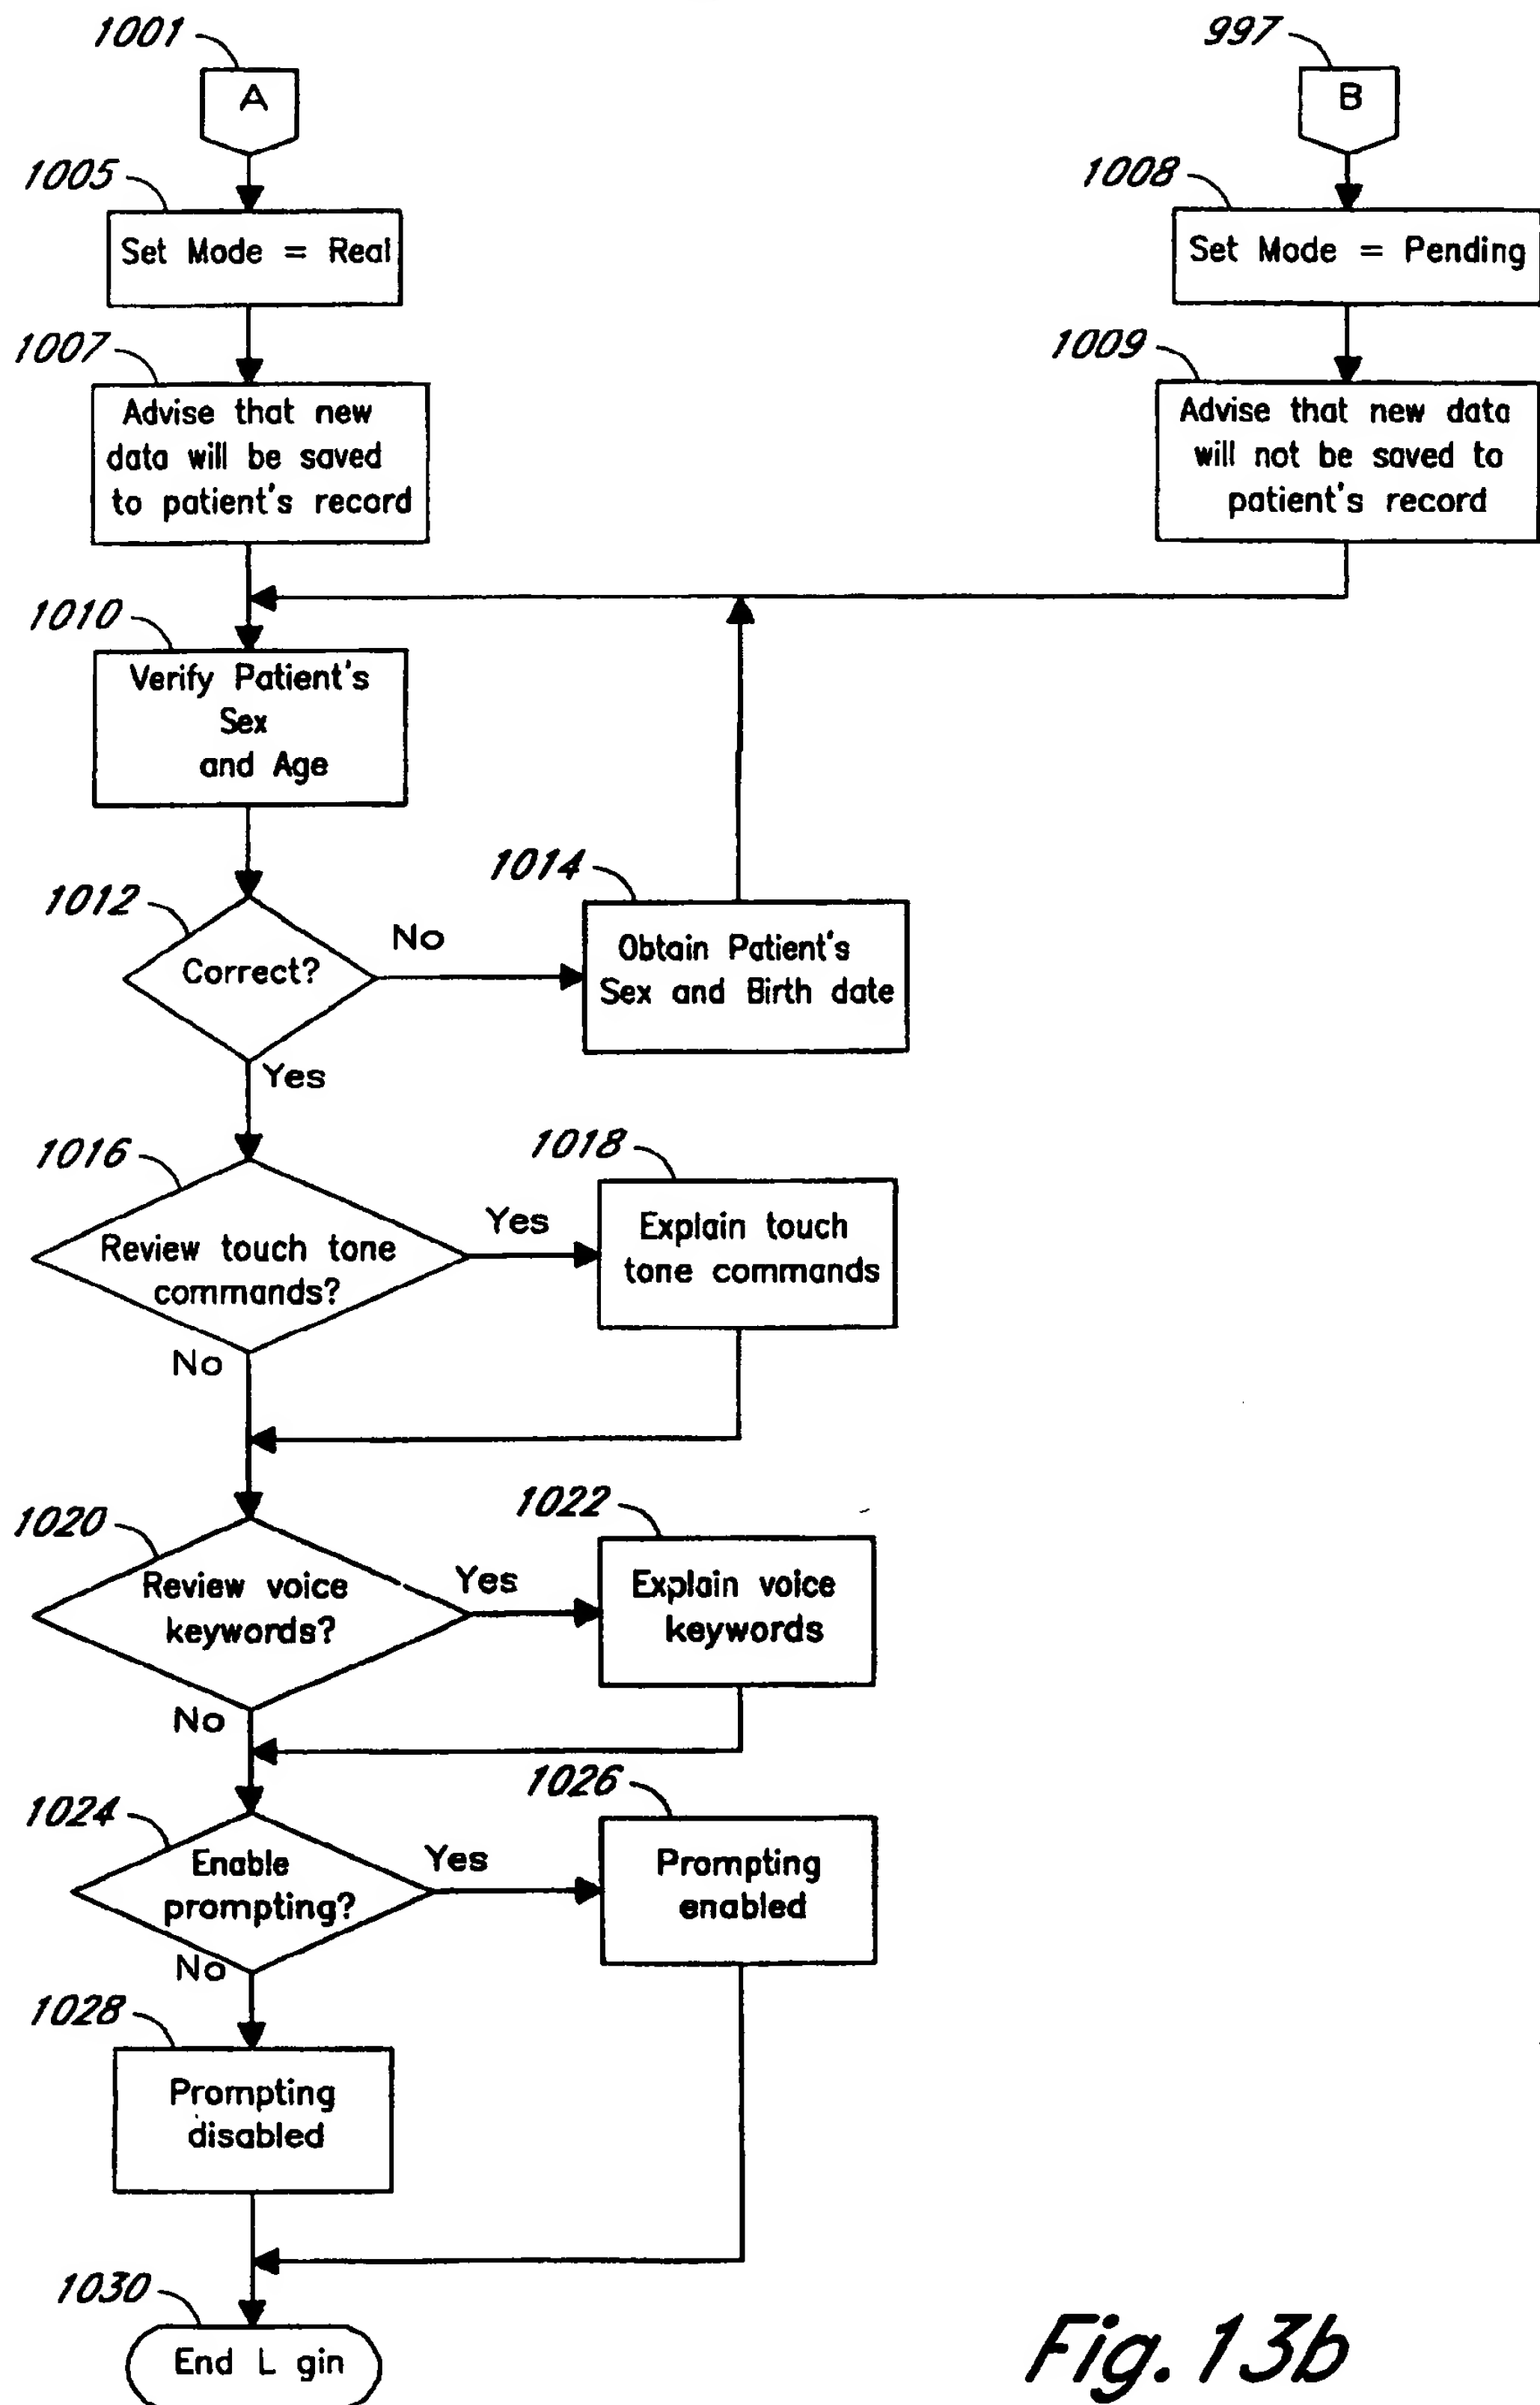 1001
997
A
B
1005
1008
Set Mode = Real
Set Mode = Pending
1007
1009
Advise that new
data will be saved
to patient's record
Advise that new data
will not be saved to
patient's record
1010
Verify Patient's
Sex
and Age
1012
Correct?
No
1014
Obtain Patient's
Sex and Birth date
Yes
1016
Review touch tone
commands?
Yes
1018
Explain touch
tone commands
No
1020
Review voice
keywords?
Yes
1022
Explain voice
keywords
No
1024
Enable
prompting?
Yes
1026
Prompting
enabled
No
1028
Prompting
disabled
1030
End L gin
Fig. 13b